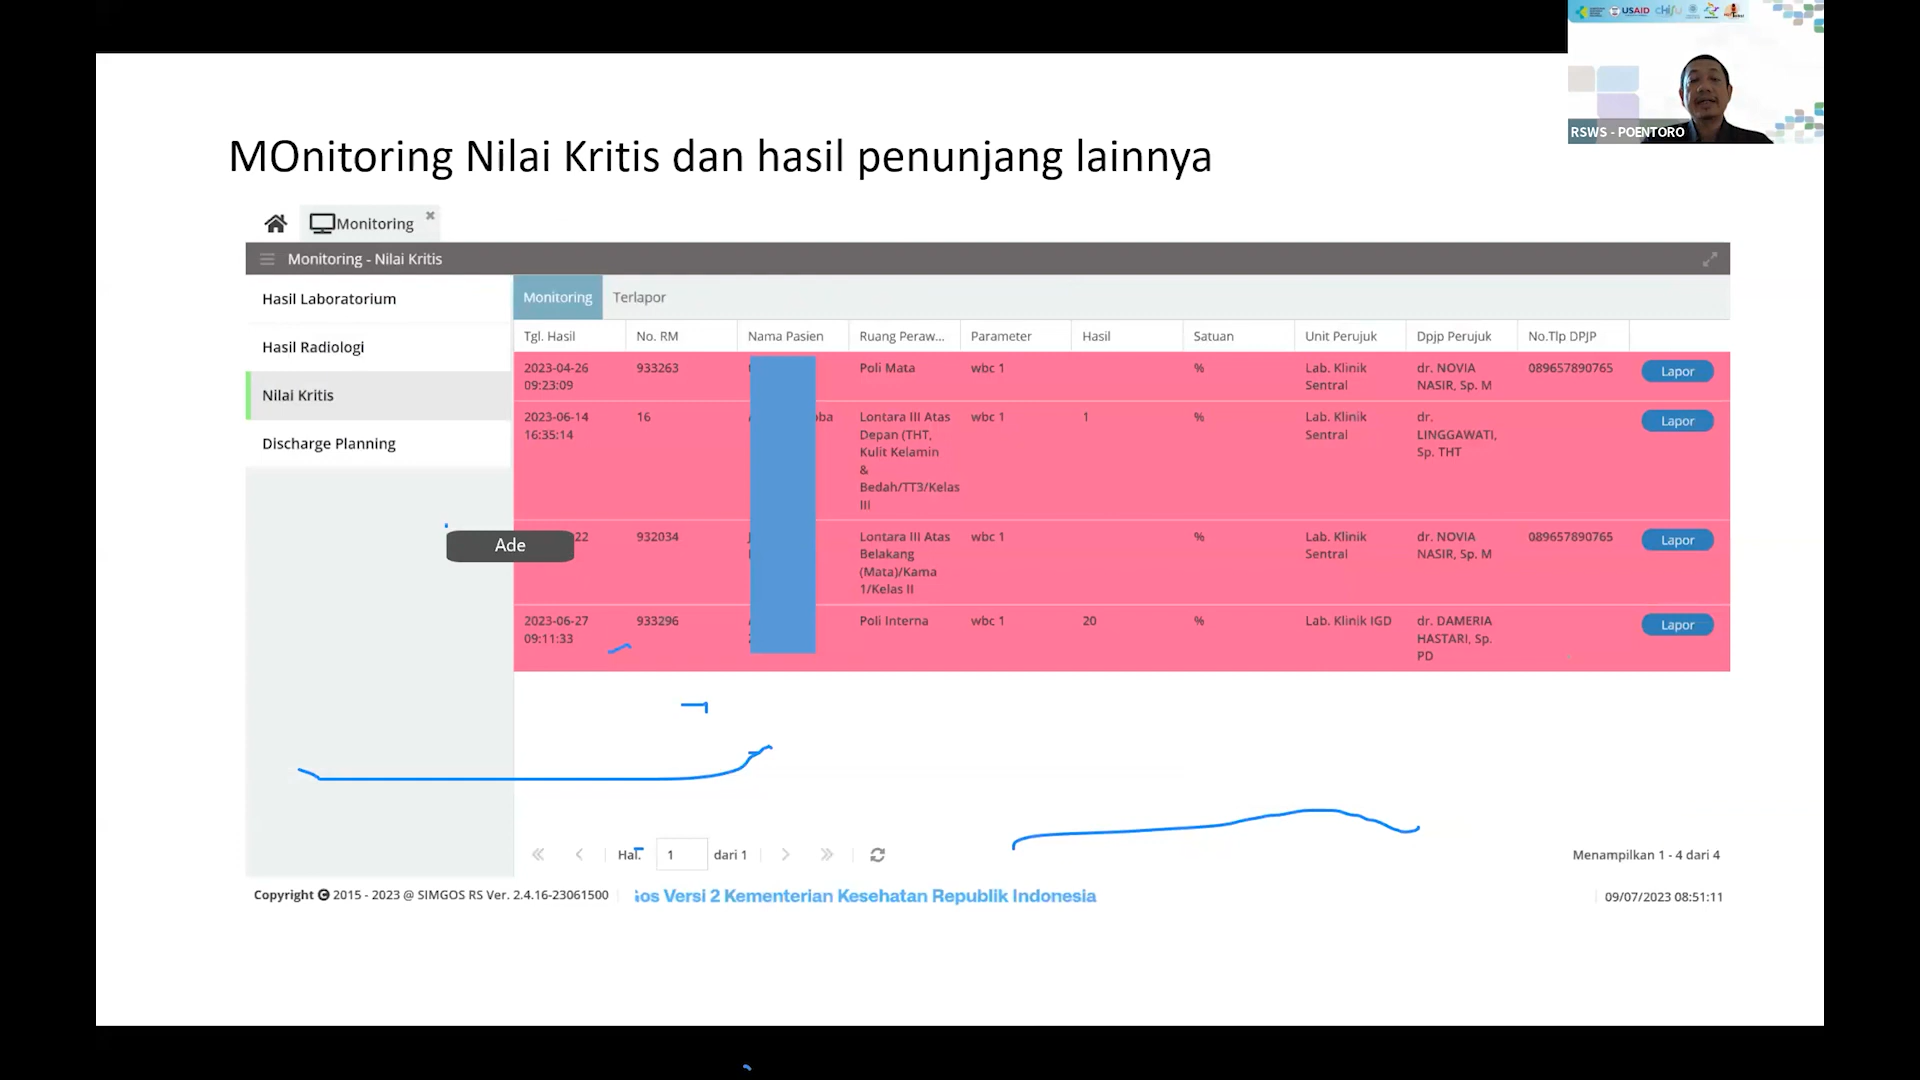 USAID
RSWS - POENTORO
MOnitoring Nilai Kritis dan hasil penunjang lainnya
Monitoring
Monitoring - Nilai Kritis
Hasil Laboratorium
Hasil Radiologi
Nilai Kritis
Discharge Planning
Monitoring Terlapor
Tgl. Hasil No. RM Nama Pasien Ruang Peraw... Parameter Hasil Satuan Unit Perujuk Dpjp Perujuk No.Tlp DPJP
2023-04-26 933263 Poli Mata wbc 1 % Lab. Klinik dr. NOVIA 089657890765 Lapor
09:23:09 Sentral NASIR, Sp. M
2023-06-14 16 Lontara III Atas wbc 1 1 % Lab. Klinik dr. Lapor
16:35:14 Depan (THT, Sentral LINGGAWATI,
Kulit Kelamin Sp. THT
&
Bedah/TT3/Kelas
III
22 932034 Lontara III Atas wbc 1 % Lab. Klinik dr. NOVIA 089657890765 Lapor
Belakang Sentral NASIR, Sp. M
(Mata)/Kama
1/Kelas II
Ade
2023-06-27 933296 Poli Interna wbc 1 20 % Lab. Klinik IGD dr. DAMERIA Lapor
09:11:33 HASTARI, Sp.
PD
Hal. 1 dari 1 Menampilkan 1 - 4 dari 4
Copyright © 2015 - 2023 @ SIMGOS RS Ver. 2.4.16-23061500 Versi 2 Kementerian Kesehatan Republik Indonesia 09/07/2023 08:51:11